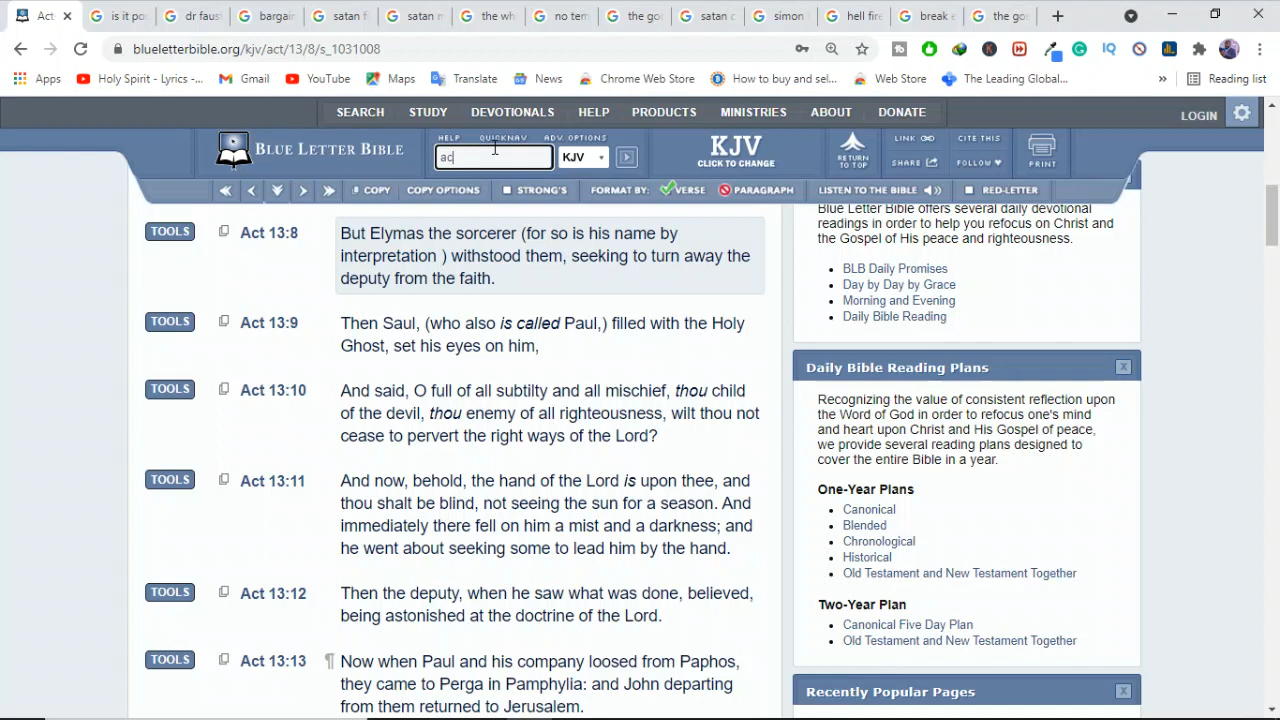 Act
is it po
dr faus
bargain
satan f
satan m
the wh
no tem
the go
satan c
simon
hell fire
break e
the go
blueletterbible.org/kjv/act/13/8/s_1031008
Apps
Holy Spirit - Lyrics -...
Gmail
YouTube
Maps
Translate
News
Chrome Web Store
How to buy and sel...
Web Store
The Leading Global...
»
Reading list
SEARCH STUDY DEVOTIONALS HELP PRODUCTS MINISTRIES ABOUT DONATE
LOGIN
BLUE LETTER BIBLE
HELP QUICKNAV ADV. OPTIONS
ac
KJV
KJV
CLICK TO CHANGE
RETURN
TO TOP
LINK
CITE THIS
SHARE
FOLLOW
PRINT
COPY COPY OPTIONS STRONG'S FORMAT BY: VERSE PARAGRAPH LISTEN TO THE BIBLE RED-LETTER
TOOLS Act 13:8 But Elymas the sorcerer (for so is his name by
interpretation ) withstood them, seeking to turn away the
deputy from the faith.
TOOLS Act 13:9 Then Saul, (who also is called Paul,) filled with the Holy
Ghost, set his eyes on him,
TOOLS Act 13:10 And said, O full of all subtilty and all mischief, thou child
of the devil, thou enemy of all righteousness, wilt thou not
cease to pervert the right ways of the Lord?
TOOLS Act 13:11 And now, behold, the hand of the Lord is upon thee, and
thou shalt be blind, not seeing the sun for a season. And
immediately there fell on him a mist and a darkness; and
he went about seeking some to lead him by the hand.
TOOLS Act 13:12 Then the deputy, when he saw what was done, believed,
being astonished at the doctrine of the Lord.
TOOLS Act 13:13 ¶ Now when Paul and his company loosed from Paphos,
they came to Perga in Pamphylia: and John departing
from them returned to Jerusalem.
Blue Letter Bible offers several daily devotional
readings in order to help you refocus on Christ and
the Gospel of His peace and righteousness.
BLB Daily Promises
Day by Day by Grace
Morning and Evening
Daily Bible Reading
Daily Bible Reading Plans
Recognizing the value of consistent reflection upon
the Word of God in order to refocus one's mind
and heart upon Christ and His Gospel of peace,
we provide several reading plans designed to
cover the entire Bible in a year.
One-Year Plans
Canonical
Blended
Chronological
Historical
Old Testament and New Testament Together
Two-Year Plan
Canonical Five Day Plan
Old Testament and New Testament Together
Recently Popular Pages